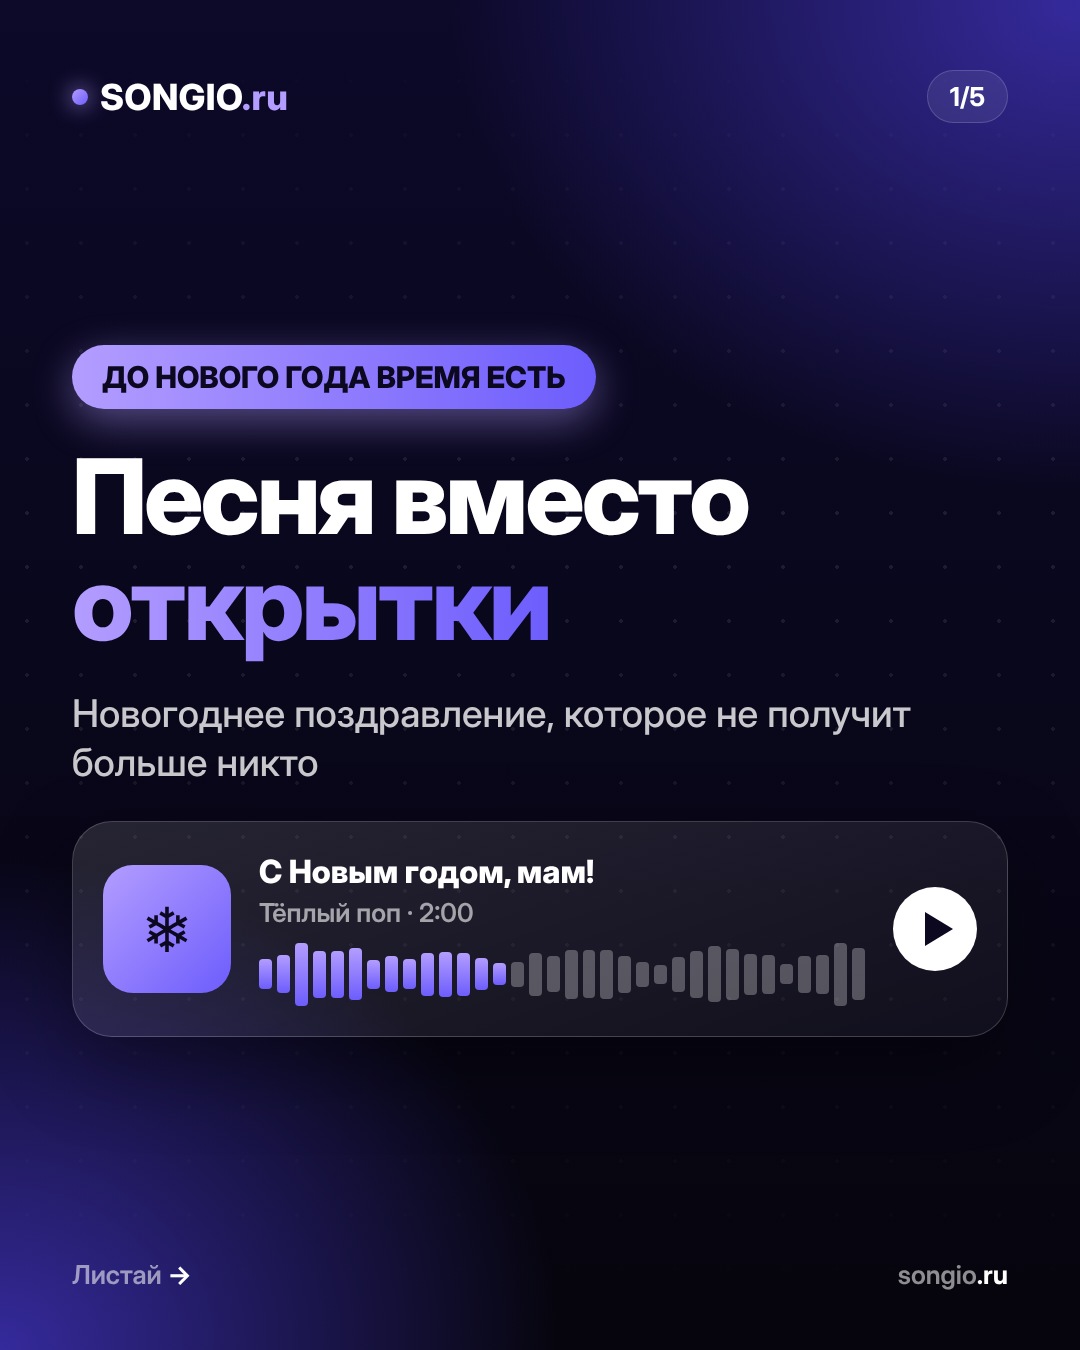 SONGIO.ru
1/5
ДО НОВОГО ГОДА ВРЕМЯ ЕСТЬ
Песня вместо
открытки
Новогоднее поздравление, которое не получит
больше никто
С Новым годом, мам!
Тёплый поп · 2:00
Листай →
songio.ru